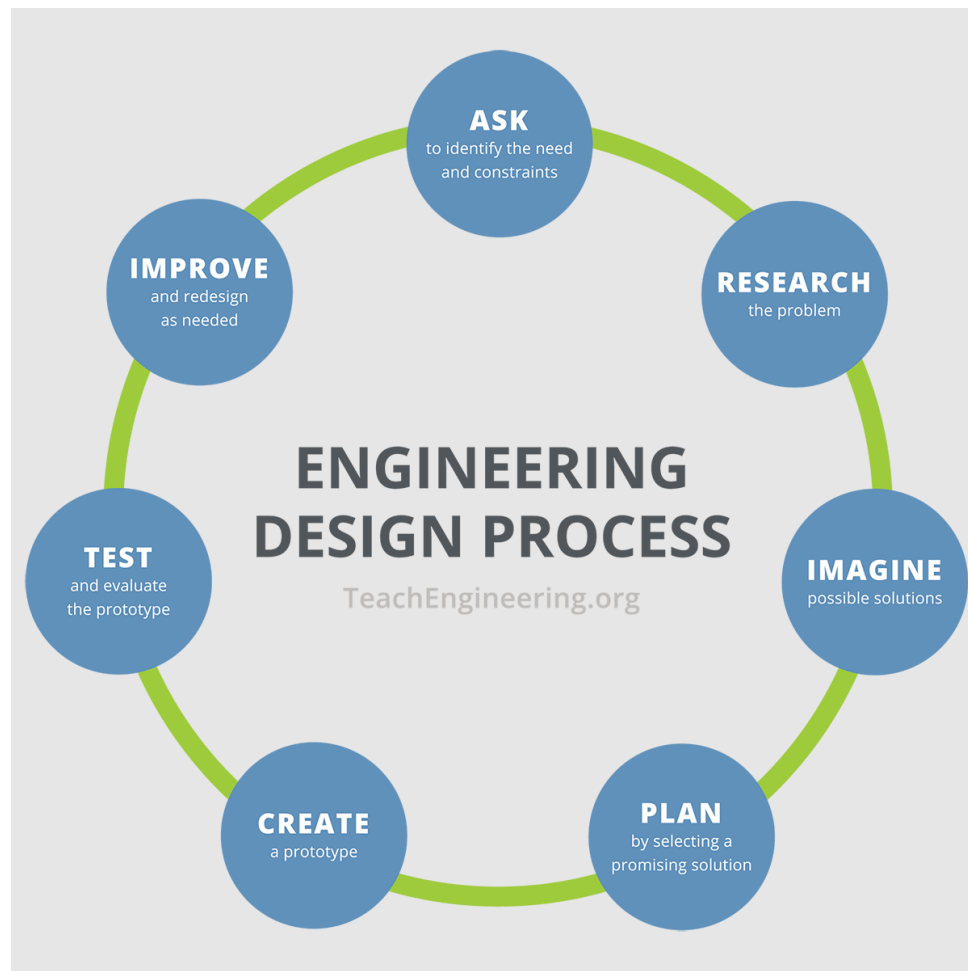 ASK
to identify the need
and constraints
RESEARCH
the problem
IMAGINE
possible solutions
PLAN
by selecting a
promising solution
CREATE
a prototype
TEST
and evaluate
the prototype
IMPROVE
and redesign
as needed
ENGINEERING
DESIGN PROCESS
TeachEngineering.org